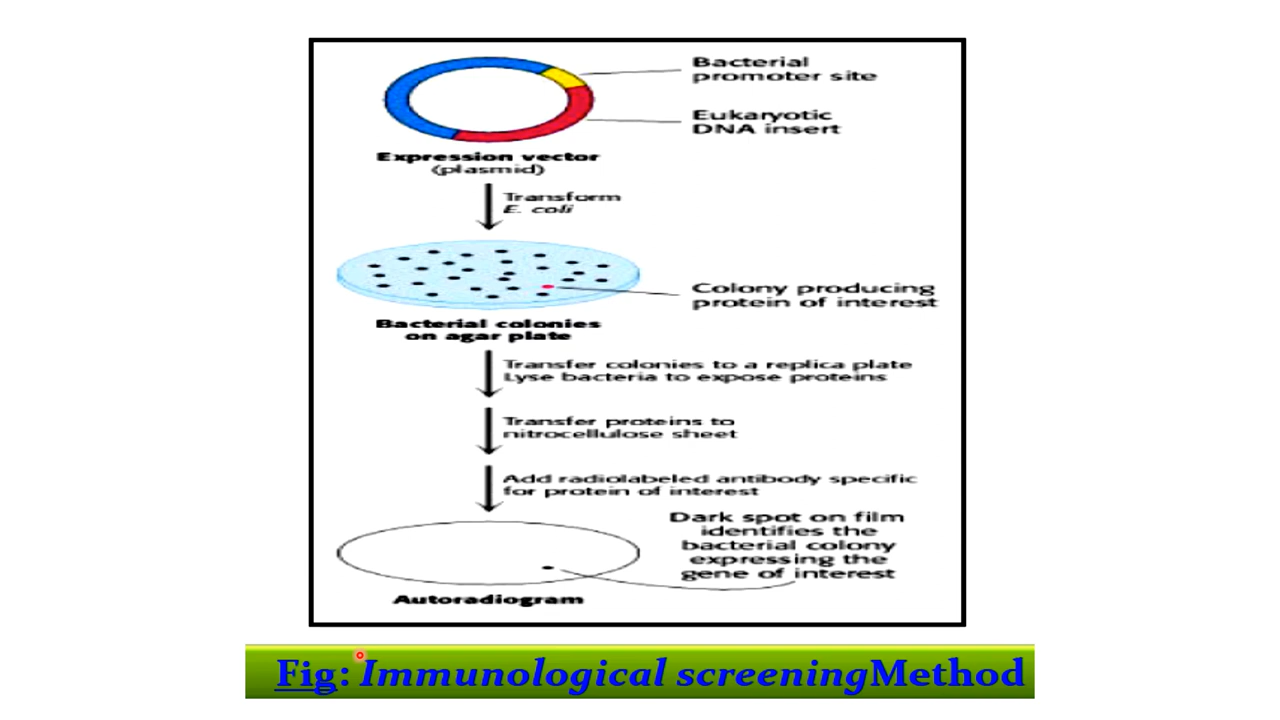 Bacterial
promoter site
Eukaryotic
DNA insert
Expression vector
(plasmid)
Transform
E. coli
Colony producing
protein of interest
Bacterial colonies
on agar plate
Transfer colonies to a replica plate
Lyse bacteria to expose proteins
Transfer proteins to
nitrocellulose sheet
Add radiolabeled antibody specific
for protein of interest
Dark spot on film
identifies the
bacterial colony
expressing the
gene of interest
Autoradiogram
Fig: Immunological screeningMethod